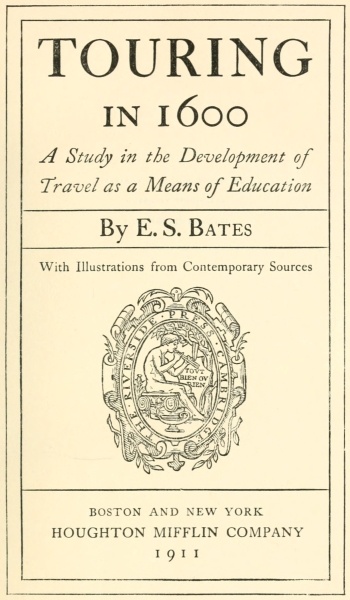 TOURING
IN 1600
A Study in the Development of
Travel as a Means of Education
By E. S. BATES
With Illustrations from Contemporary Sources
THE RIVERSIDE PRESS CAMBRIDGE
TOVT
BIEN OV
RIEN
BOSTON AND NEW YORK
HOUGHTON MIFFLIN COMPANY
1911